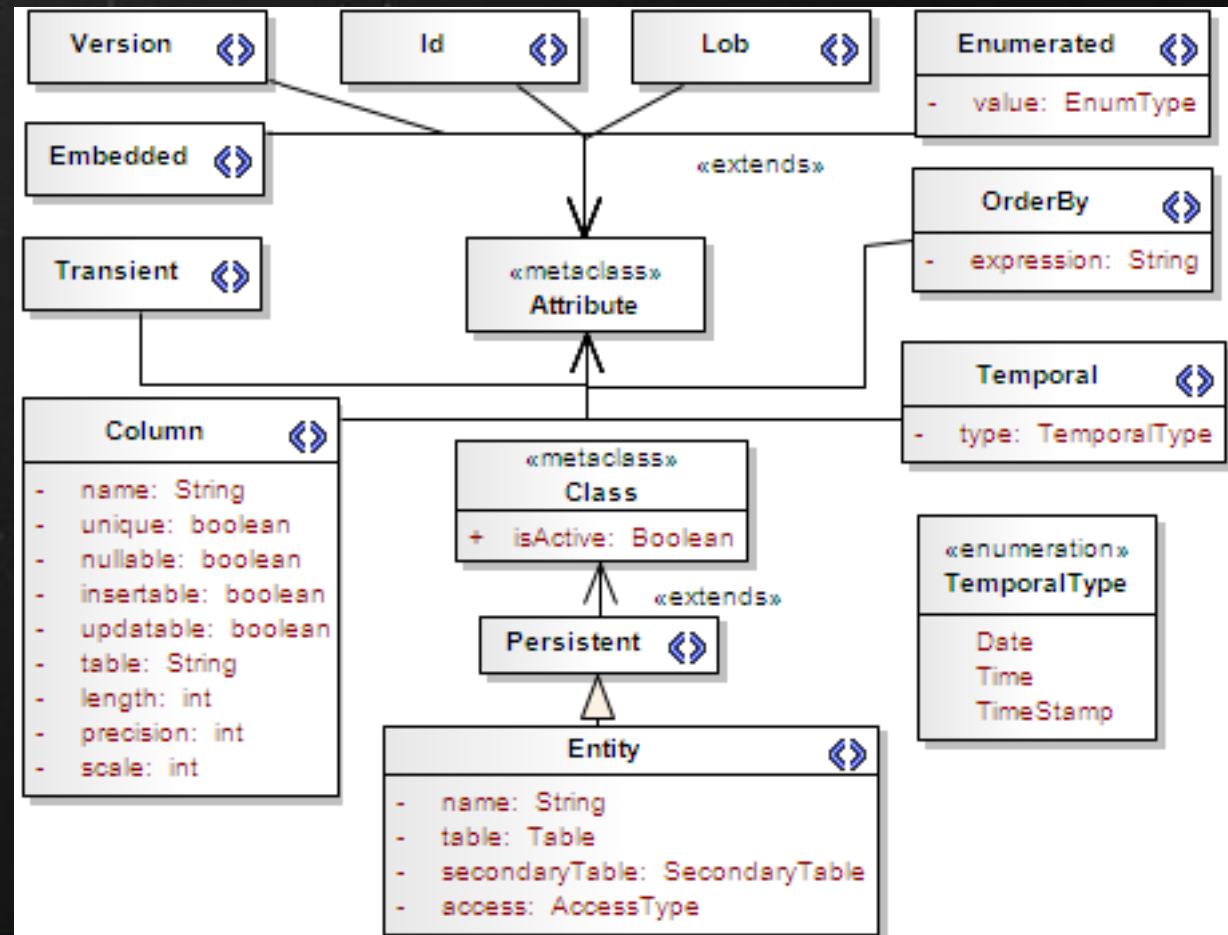 Version
Id
Lob
Enumerated
- value: EnumType
Embedded
«extends»
OrderBy
- expression: String
Transient
«metaclass»
Attribute
Temporal
- type: TemporalType
Column
- name: String
- unique: boolean
- nullable: boolean
- insertable: boolean
- updatable: boolean
- table: String
- length: int
- precision: int
- scale: int
«metaclass»
Class
+ isActive: Boolean
«extends»
Persistent
«enumeration»
TemporalType
Date
Time
TimeStamp
Entity
- name: String
- table: Table
- secondaryTable: SecondaryTable
- access: AccessType